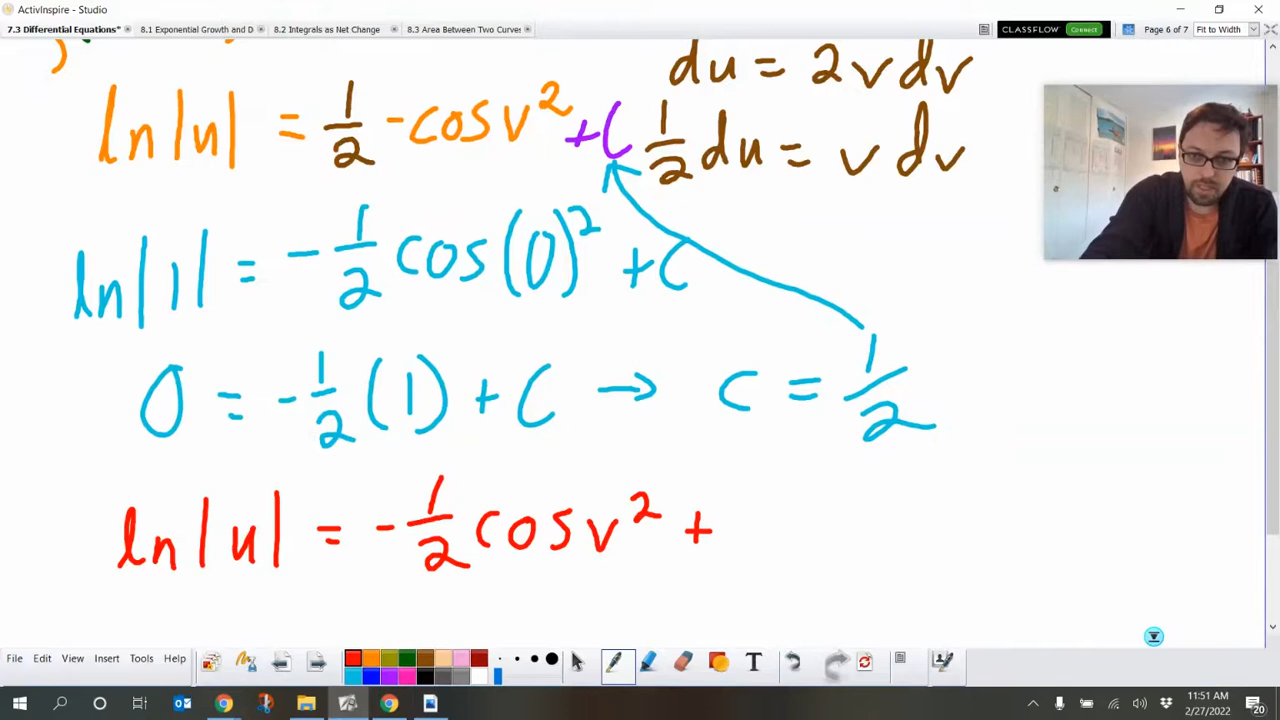 ActivInspire - Studio
7.3 Differential Equations* 8.1 Exponential Growth and D 8.2 Integrals as Net Change 8.3 Area Between Two Curves
CLASSFLOW Connect Page 6 of 7 Fit to Width
du = 2v dv
ln|u| = 1/2 -cos v² + C
1/2 du = v dv
ln|1| = -1/2 cos(0)² + C
0 = -1/2 (1) + C → C = 1/2
ln|u| = -1/2 cos v² +
File Edit View Insert Tools Help
11:51 AM
2/27/2022
20